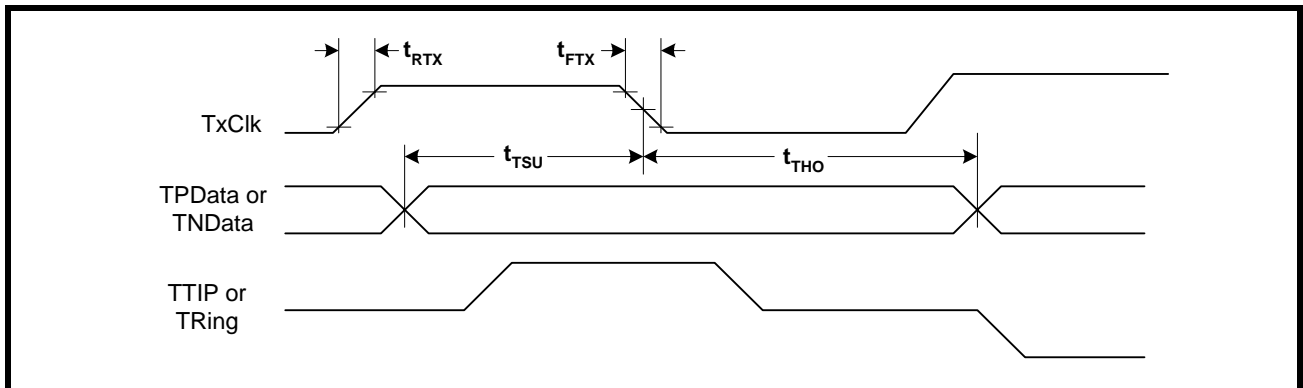 tRTX
tFTX
TxClk
tTSU
tTHO
TPData or
TNData
TTIP or
TRing